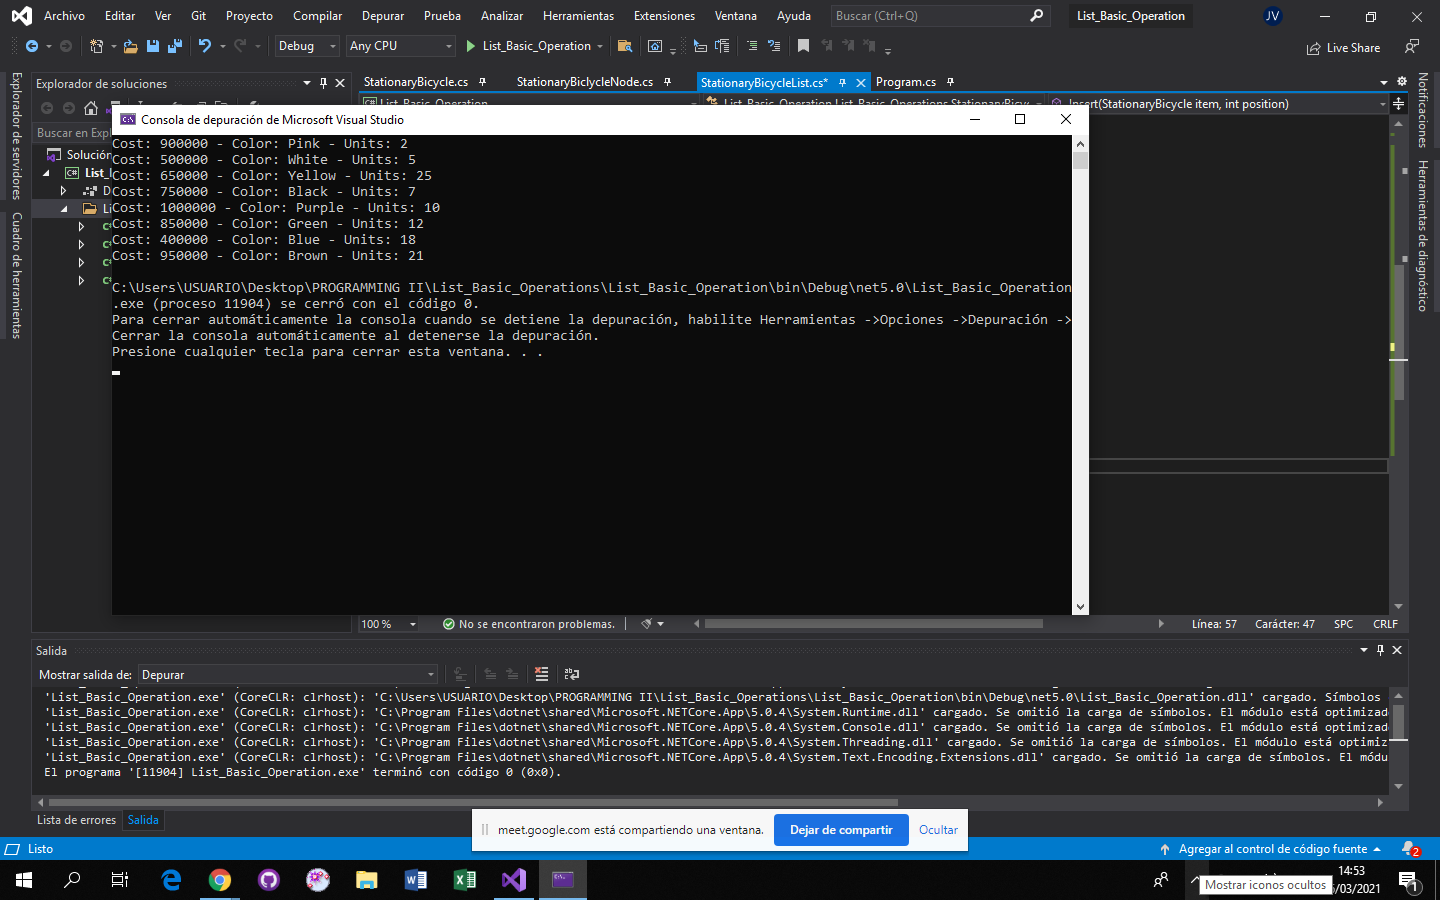 Archivo Editar Ver Git Proyecto Compilar Depurar Prueba Analizar Herramientas Extensiones Ventana Ayuda Buscar (Ctrl+Q) List_Basic_Operation JV
Debug Any CPU List_Basic_Operation Live Share
Explorador de servidores
Cuadro de herramientas
Explorador de soluciones
StationaryBicycle.cs StationaryBiclycleNode.cs StationaryBicycleList.cs* Program.cs
Insert(StationaryBicycle item, int position)
Buscar en Expl
Solución
Notificaciones
Herramientas de diagnóstico
Consola de depuración de Microsoft Visual Studio
Cost: 900000 - Color: Pink - Units: 2
Cost: 500000 - Color: White - Units: 5
Cost: 650000 - Color: Yellow - Units: 25
Cost: 750000 - Color: Black - Units: 7
Cost: 1000000 - Color: Purple - Units: 10
Cost: 850000 - Color: Green - Units: 12
Cost: 400000 - Color: Blue - Units: 18
Cost: 950000 - Color: Brown - Units: 21
C:\Users\USUARIO\Desktop\PROGRAMMING II\List_Basic_Operations\List_Basic_Operation\bin\Debug\net5.0\List_Basic_Operation
.exe (proceso 11904) se cerró con el código 0.
Para cerrar automáticamente la consola cuando se detiene la depuración, habilite Herramientas ->Opciones ->Depuración ->
Cerrar la consola automáticamente al detenerse la depuración.
Presione cualquier tecla para cerrar esta ventana. . .
100 % No se encontraron problemas. Línea: 57 Carácter: 47 SPC CRLF
Salida
Mostrar salida de: Depurar
'List_Basic_Operation.exe' (CoreCLR: clrhost): 'C:\Users\USUARIO\Desktop\PROGRAMMING II\List_Basic_Operations\List_Basic_Operation\bin\Debug\net5.0\List_Basic_Operation.dll' cargado. Símbolos
'List_Basic_Operation.exe' (CoreCLR: clrhost): 'C:\Program Files\dotnet\shared\Microsoft.NETCore.App\5.0.4\System.Runtime.dll' cargado. Se omitió la carga de símbolos. El módulo está optimizad
'List_Basic_Operation.exe' (CoreCLR: clrhost): 'C:\Program Files\dotnet\shared\Microsoft.NETCore.App\5.0.4\System.Console.dll' cargado. Se omitió la carga de símbolos. El módulo está optimizad
'List_Basic_Operation.exe' (CoreCLR: clrhost): 'C:\Program Files\dotnet\shared\Microsoft.NETCore.App\5.0.4\System.Threading.dll' cargado. Se omitió la carga de símbolos. El módulo está optimiz
'List_Basic_Operation.exe' (CoreCLR: clrhost): 'C:\Program Files\dotnet\shared\Microsoft.NETCore.App\5.0.4\System.Text.Encoding.Extensions.dll' cargado. Se omitió la carga de símbolos. El módu
El programa '[11904] List_Basic_Operation.exe' terminó con código 0 (0x0).
Lista de errores Salida
meet.google.com está compartiendo una ventana. Dejar de compartir Ocultar
Listo Agregar al control de código fuente 2
14:53
/03/2021
Mostrar iconos ocultos
1